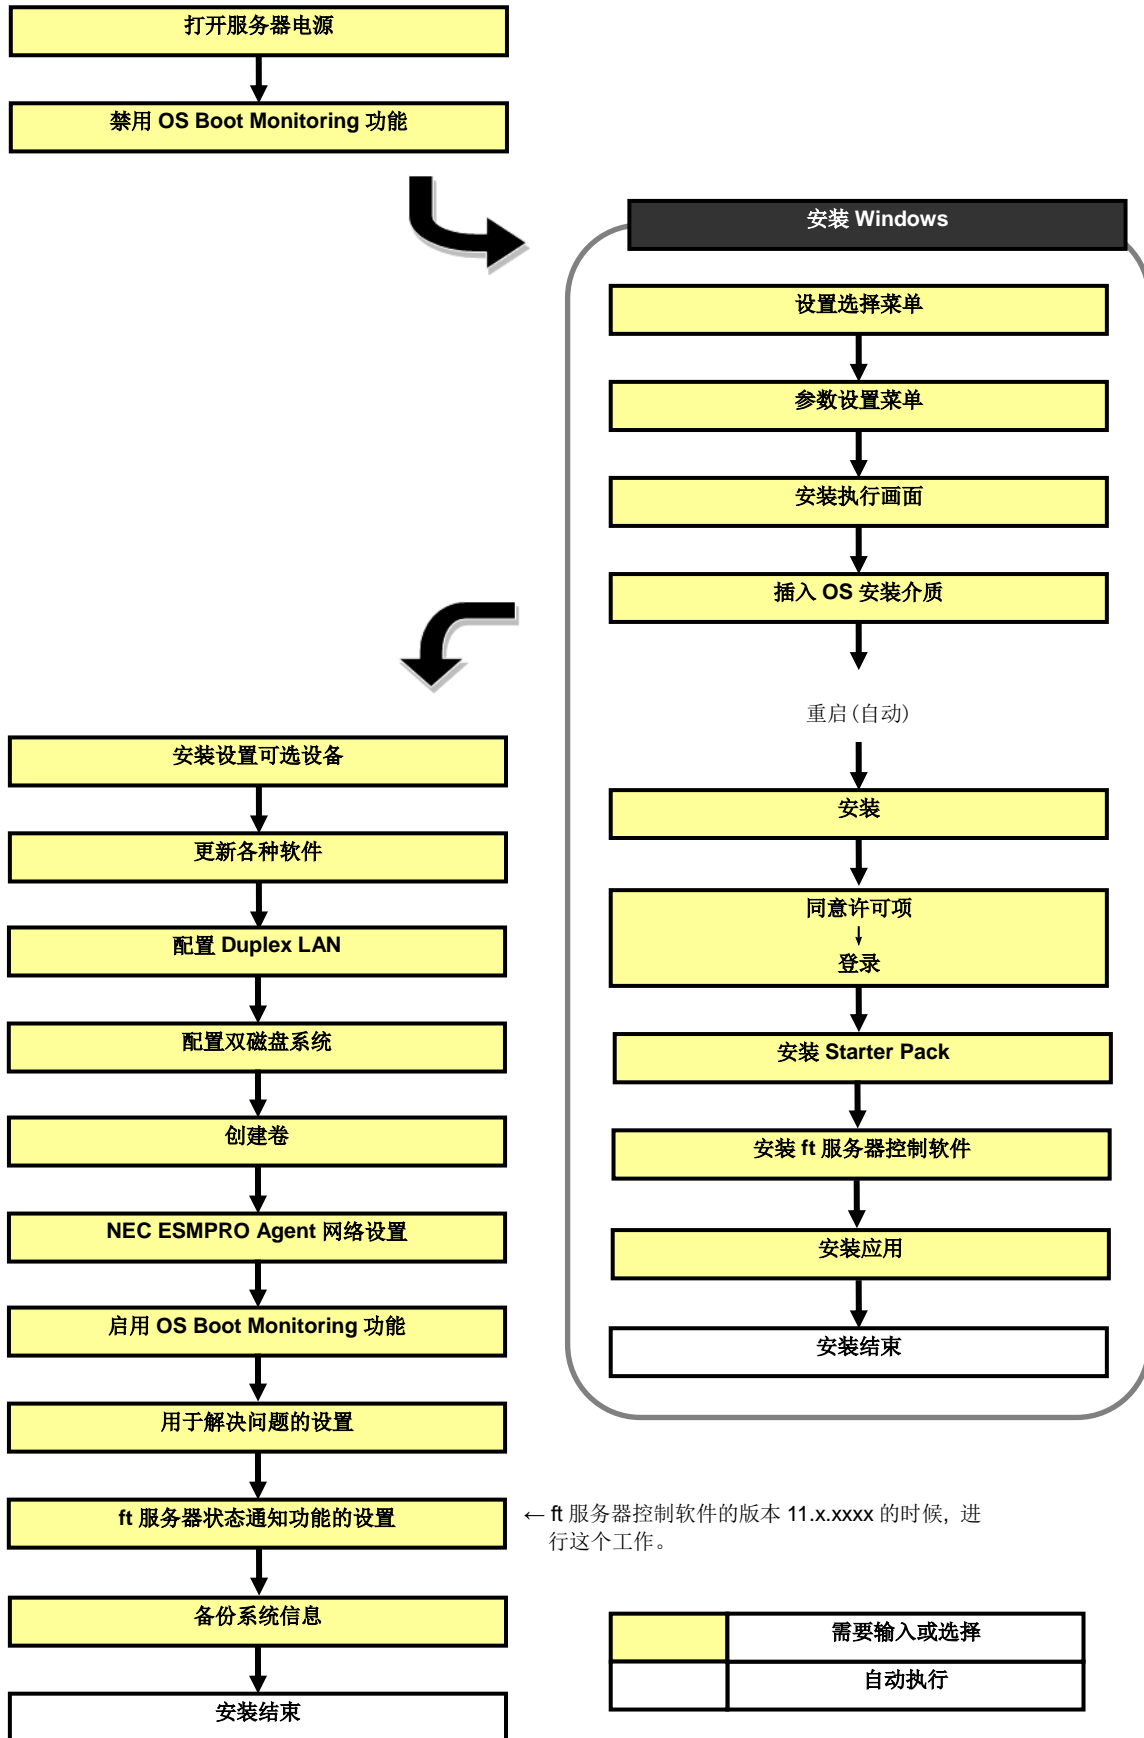 打开服务器电源
禁用 OS Boot Monitoring 功能
安装 Windows
设置选择菜单
参数设置菜单
安装执行画面
插入 OS 安装介质
重启(自动)
安装
同意许可项
↓
登录
安装 Starter Pack
安装 ft 服务器控制软件
安装应用
安装结束
安装设置可选设备
更新各种软件
配置 Duplex LAN
配置双磁盘系统
创建卷
NEC ESMPRO Agent 网络设置
启用 OS Boot Monitoring 功能
用于解决问题的设置
ft 服务器状态通知功能的设置
← ft 服务器控制软件的版本 11.x.xxxx 的时候, 进
行这个工作。
备份系统信息
安装结束
需要输入或选择
自动执行